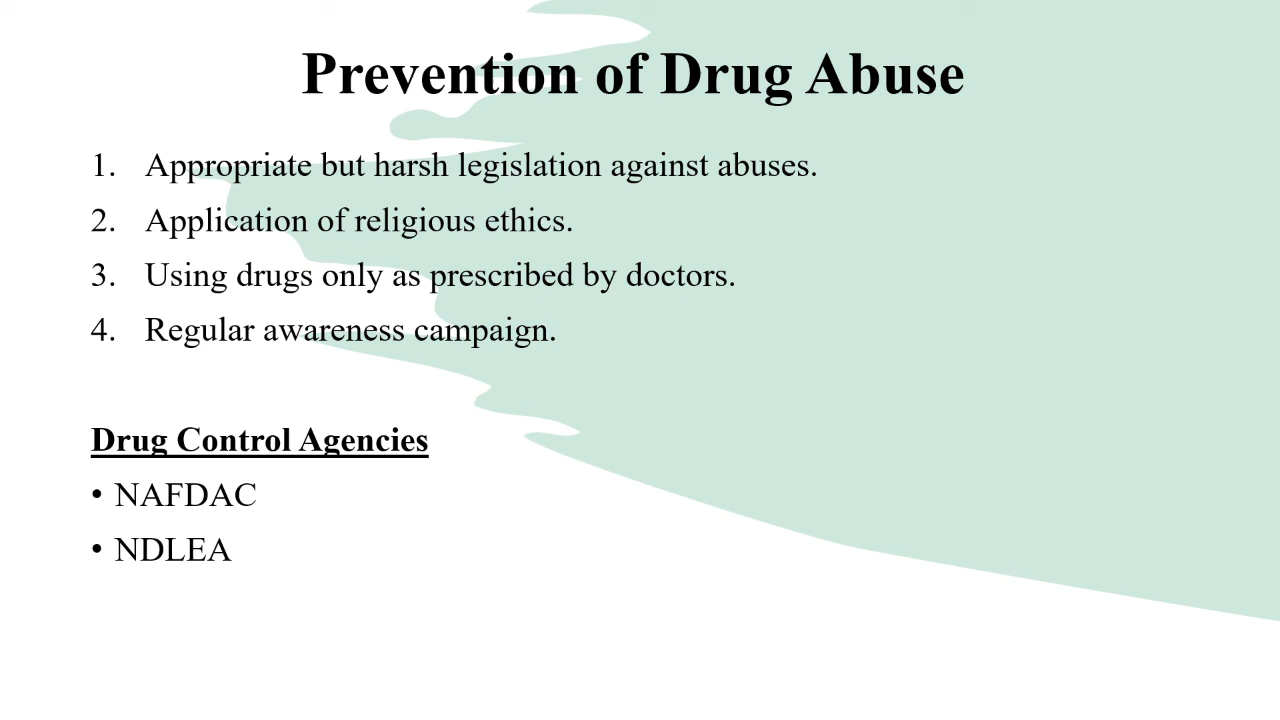 Prevention of Drug Abuse
1. Appropriate but harsh legislation against abuses.
2. Application of religious ethics.
3. Using drugs only as prescribed by doctors.
4. Regular awareness campaign.
Drug Control Agencies
• NAFDAC
• NDLEA